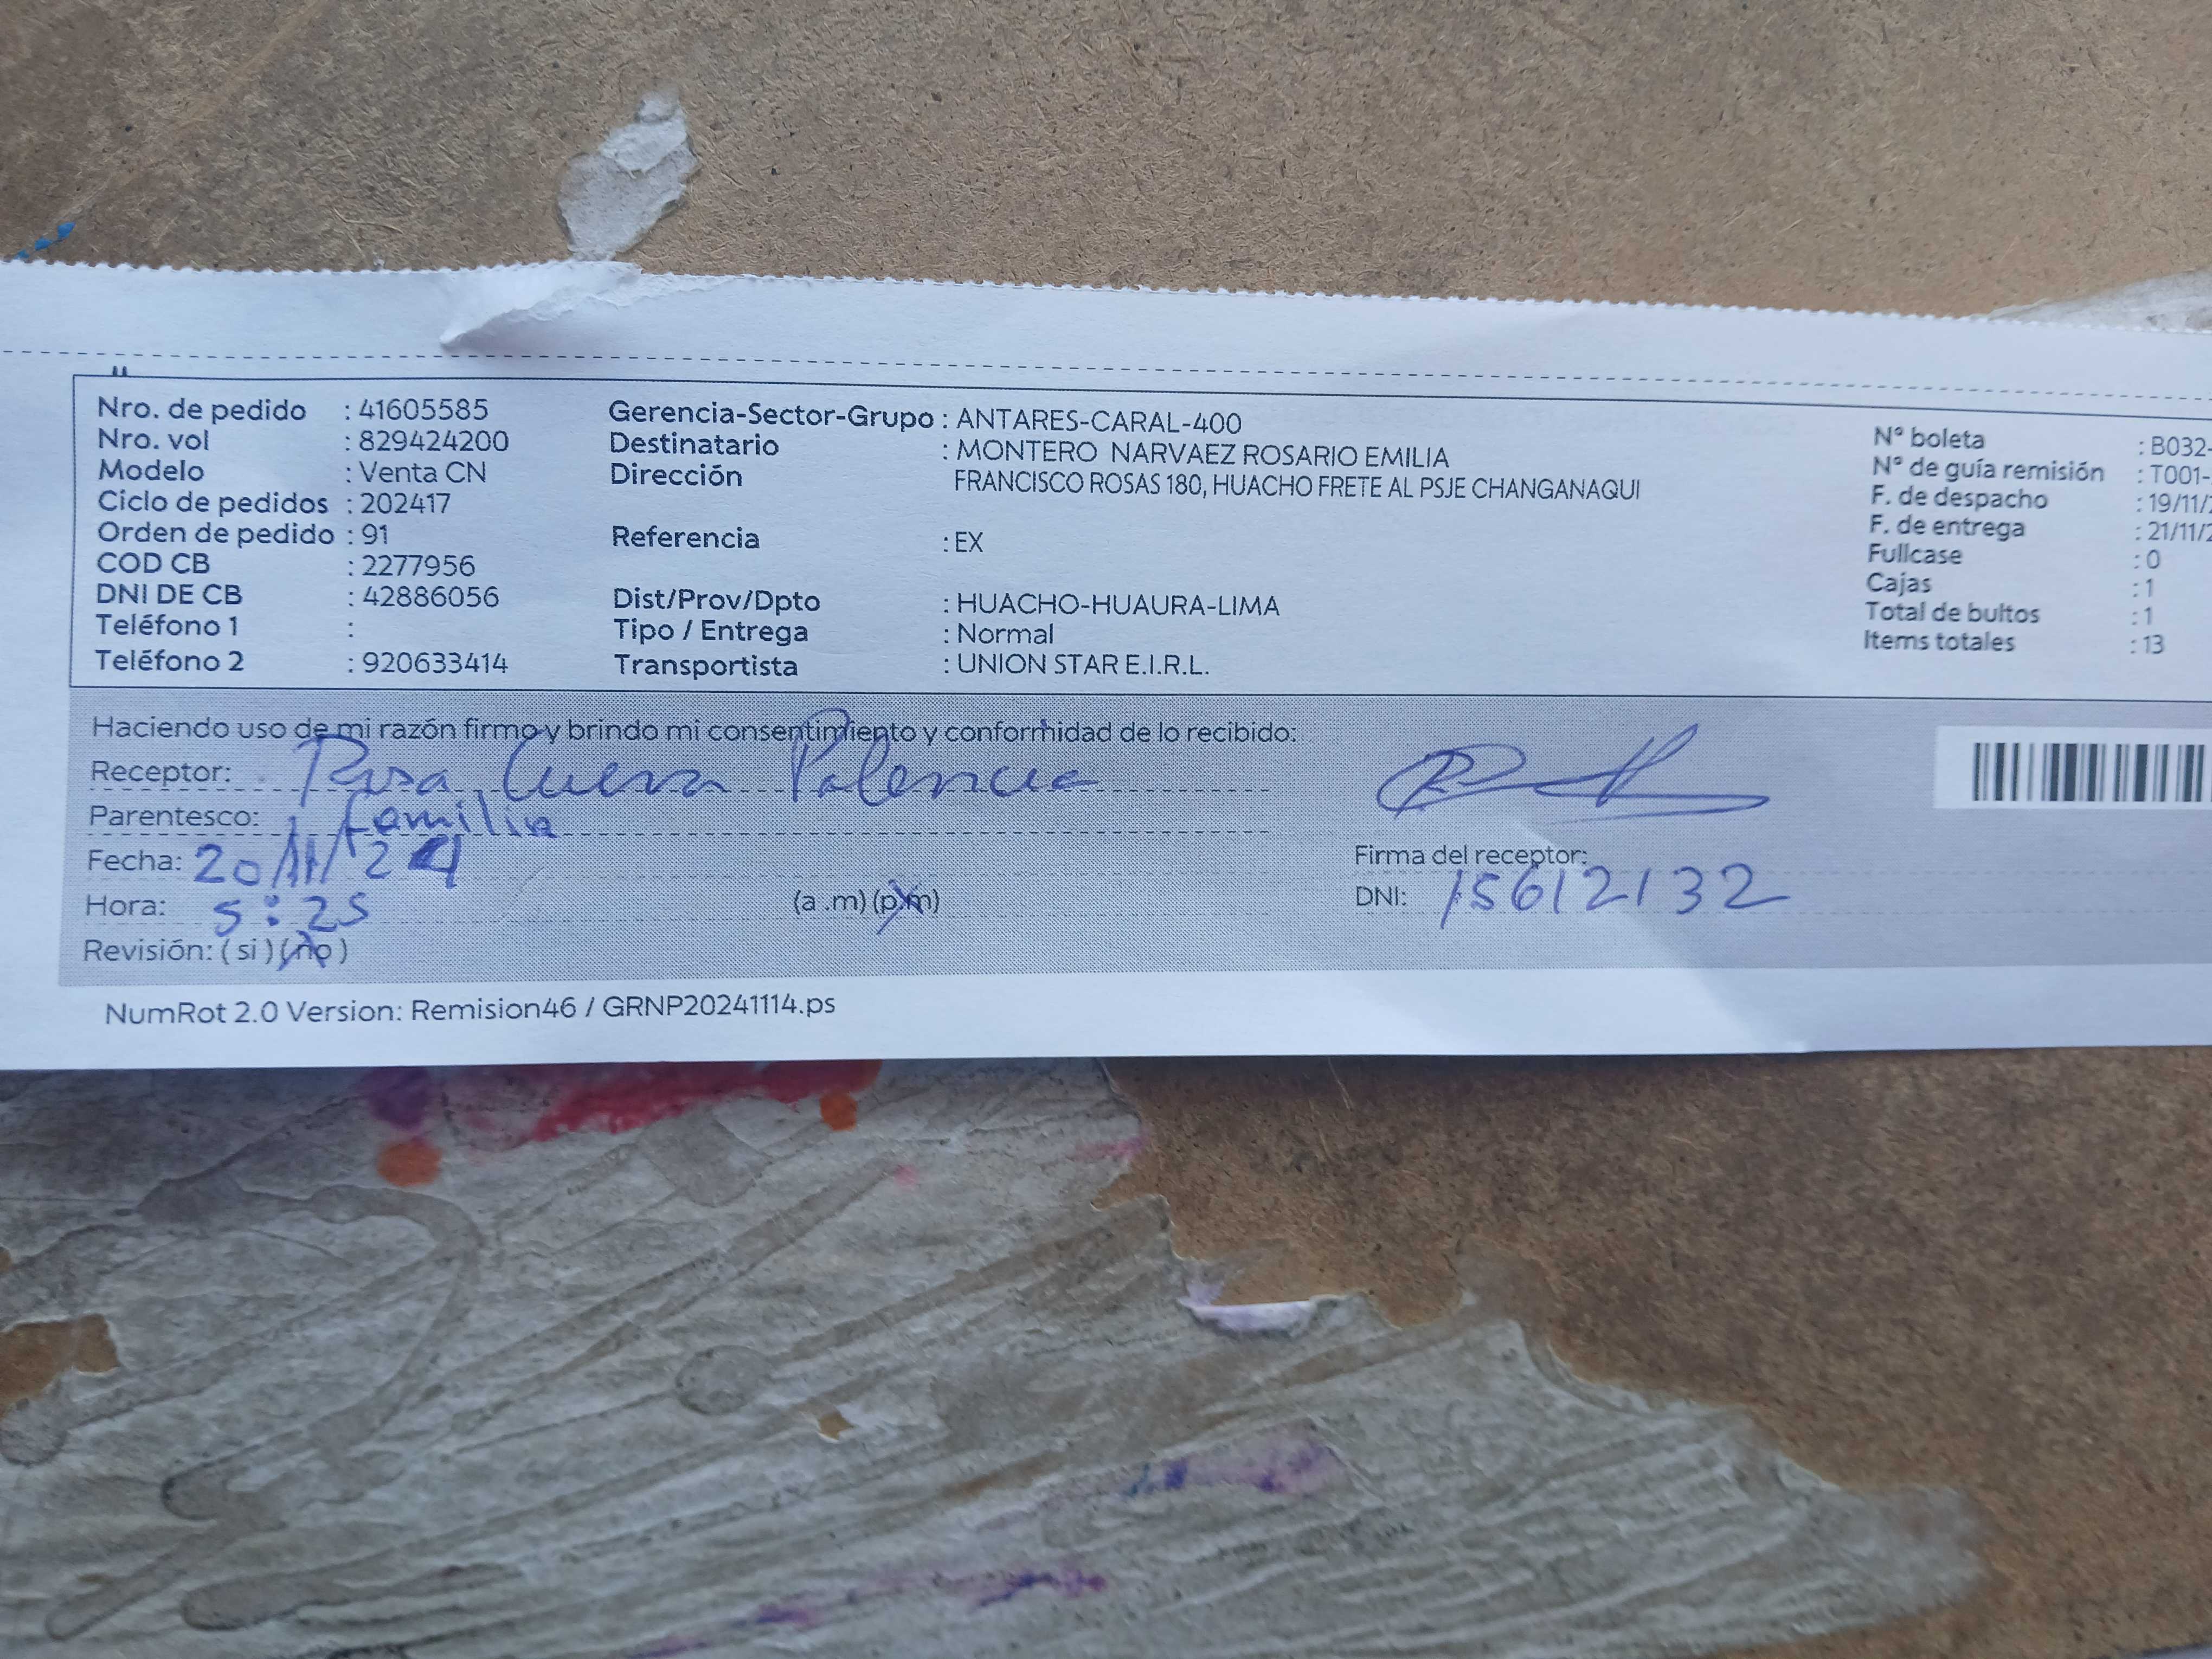 Nro. de pedido : 41605585
Nro. vol : 829424200
Modelo : Venta CN
Ciclo de pedidos : 202417
Orden de pedido : 91
COD CB : 2277956
DNI DE CB : 42886056
Teléfono 1 :
Teléfono 2 : 920633414
Gerencia-Sector-Grupo : ANTARES-CARAL-400
Destinatario : MONTERO NARVAEZ ROSARIO EMILIA
Dirección FRANCISCO ROSAS 180, HUACHO FRETE AL PSJE CHANGANAQUI
Referencia : EX
Dist/Prov/Dpto : HUACHO-HUAURA-LIMA
Tipo / Entrega : Normal
Transportista : UNION STAR E.I.R.L.
N° boleta : B032-
N° de guía remisión : T001-
F. de despacho : 19/11/
F. de entrega : 21/11/
Fullcase : 0
Cajas : 1
Total de bultos : 1
Items totales : 13
Haciendo uso de mi razón firmo y brindo mi consentimiento y conformidad de lo recibido:
Receptor: Rosa Cueva Palencia
Parentesco: familia
Fecha: 20/11/24
Hora: 5:25 (a .m) (p.m)
Revisión: ( si ) ( no )
Firma del receptor:
DNI: 15612132
NumRot 2.0 Version: Remision46 / GRNP20241114.ps